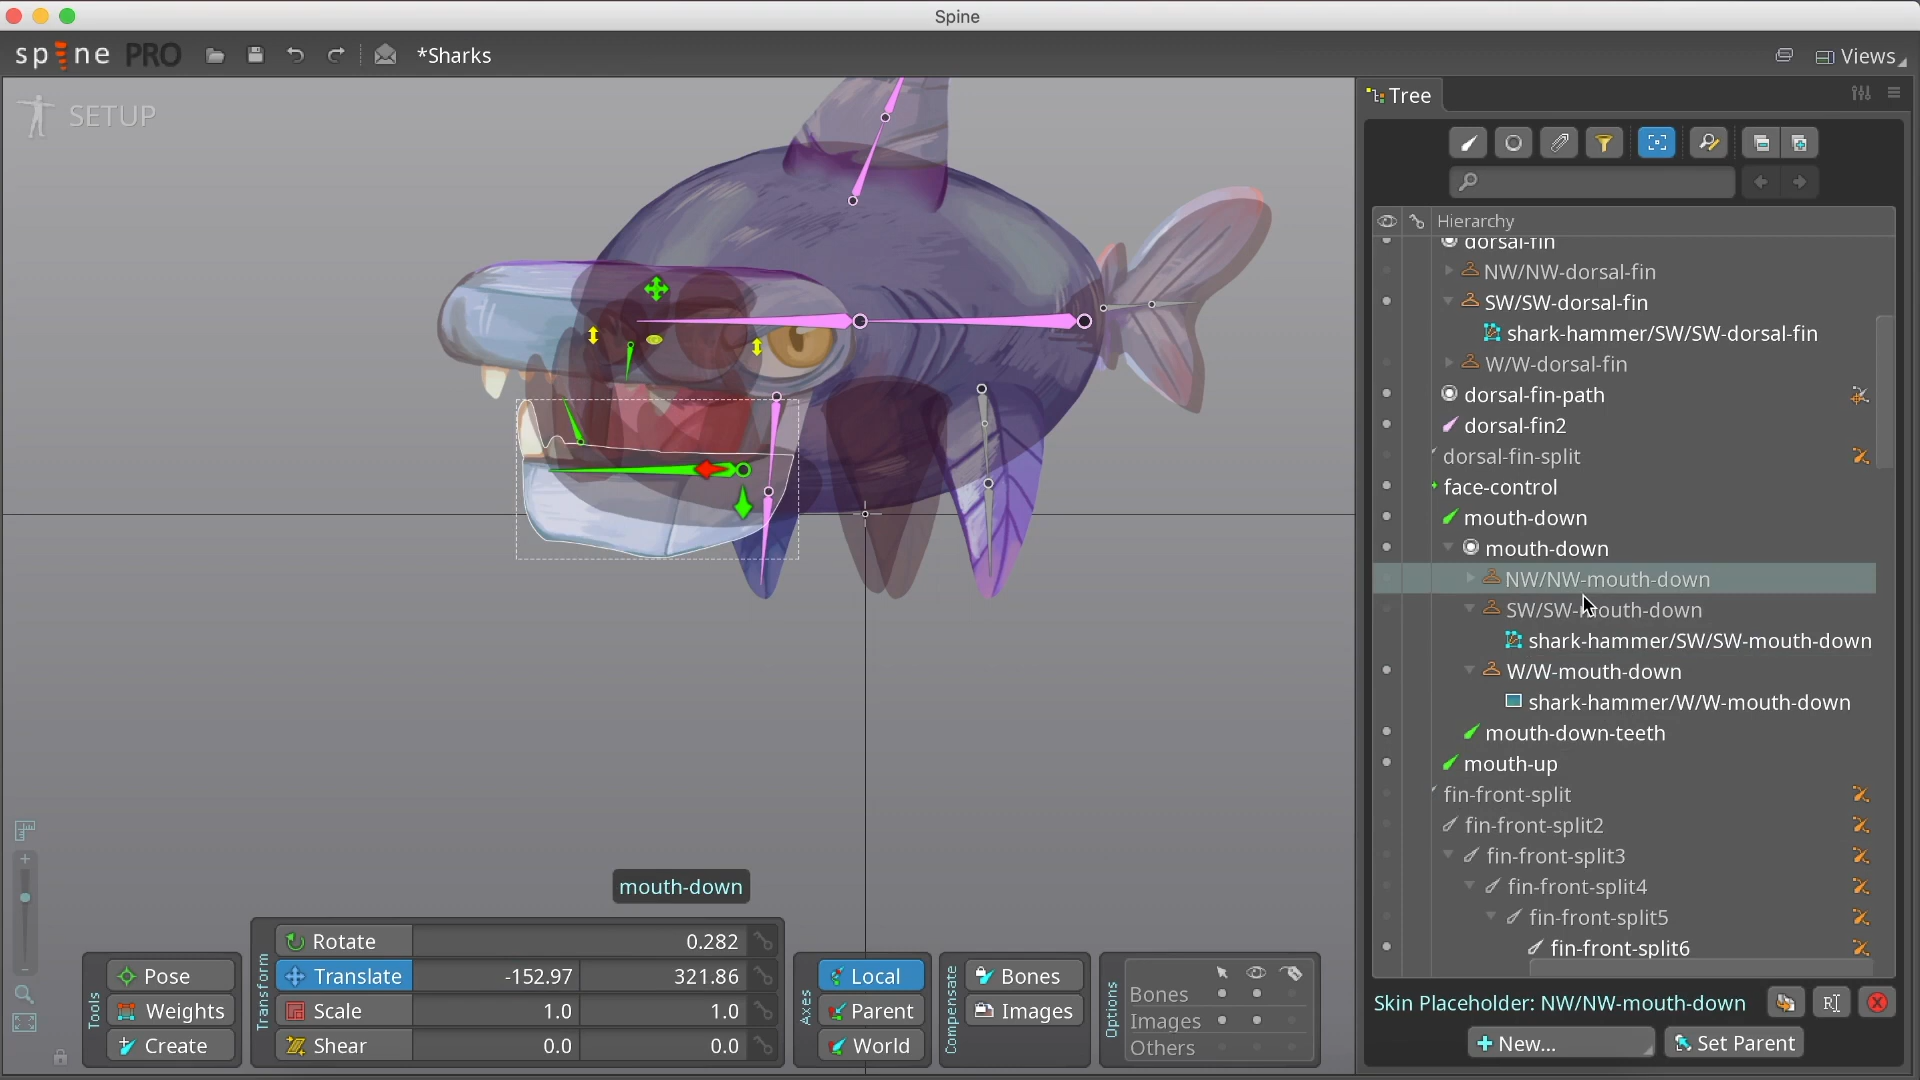 Spine
spine PRO
*Sharks
Views
SETUP
Tree
Hierarchy
dorsal-fin
NW/NW-dorsal-fin
SW/SW-dorsal-fin
shark-hammer/SW/SW-dorsal-fin
W/W-dorsal-fin
dorsal-fin-path
dorsal-fin2
dorsal-fin-split
face-control
mouth-down
mouth-down
NW/NW-mouth-down
SW/SW-mouth-down
shark-hammer/SW/SW-mouth-down
W/W-mouth-down
shark-hammer/W/W-mouth-down
mouth-down-teeth
mouth-up
fin-front-split
fin-front-split2
fin-front-split3
fin-front-split4
fin-front-split5
fin-front-split6
Skin Placeholder: NW/NW-mouth-down
New...
Set Parent
mouth-down
Tools
Pose
Weights
Create
Transform
Rotate 0.282
Translate -152.97 321.86
Scale 1.0 1.0
Shear 0.0 0.0
Axes
Local
Parent
World
Compensate
Bones
Images
Options
Bones
Images
Others